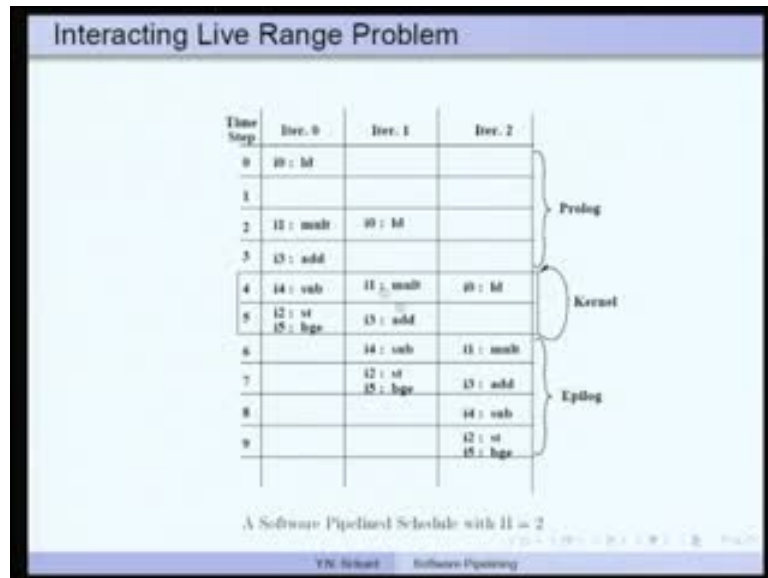 Interacting Live Range Problem
Time Step Iter. 0 Iter. 1 Iter. 2
0 i0 : ld
1
2 i1 : mult i0 : ld
3 i3 : add
4 i4 : sub i1 : mult i0 : ld
5 i2 : st i5 : bge i3 : add
6 i4 : sub i1 : mult
7 i2 : st i5 : bge i3 : add
8 i4 : sub
9 i2 : st i5 : bge
Prolog
Kernel
Epilog
A Software Pipelined Schedule with II = 2
Y.N. Srikant Software Pipelining